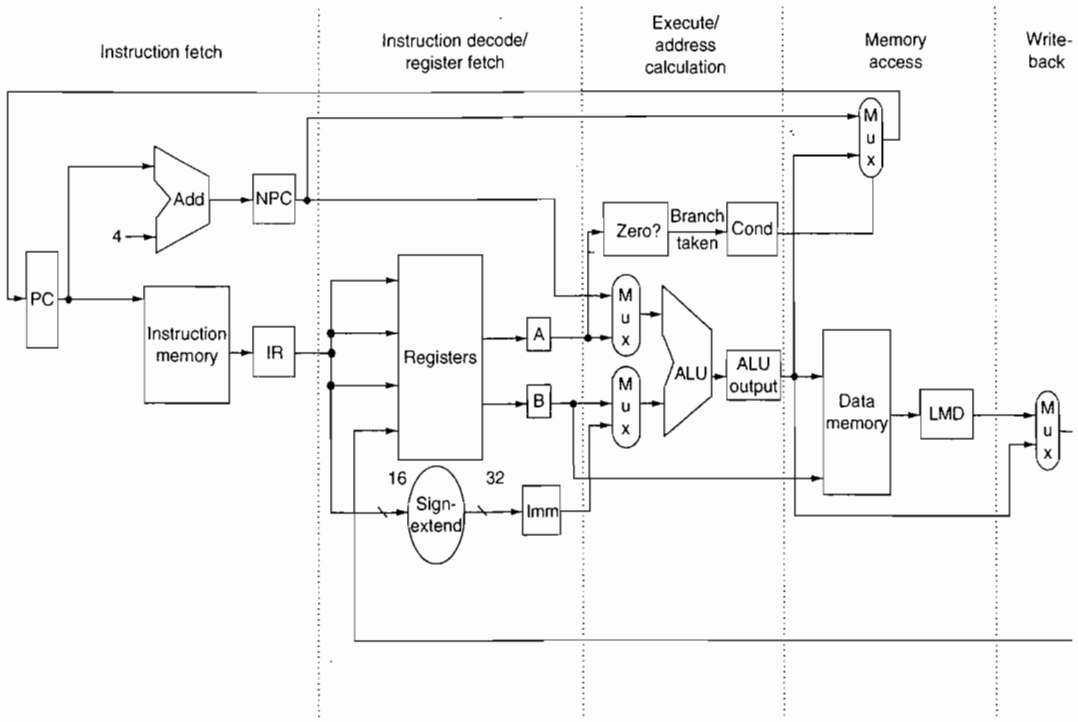 Instruction fetch
Instruction decode/
register fetch
Execute/
address
calculation
Memory
access
Write-
back
M
u
x
Add
NPC
4
Zero?
Branch
taken
Cond
PC
Instruction
memory
IR
Registers
A
B
M
u
x
M
u
x
ALU
ALU
output
Data
memory
LMD
M
u
x
16
32
Sign-
extend
Imm